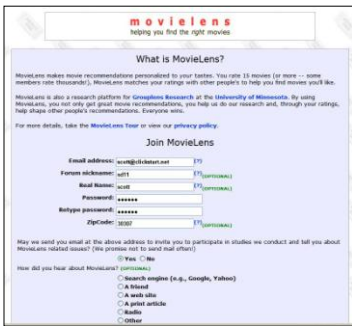 movielens
helping you find the right movies
What is MovieLens?
MovieLens makes movie recommendations personalized to your tastes. You rate 15 movies (or more -- some
members rate thousands!), MovieLens matches your ratings with other people's to help you find movies you'll like.
MovieLens is also a research platform for GroupLens Research at the University of Minnesota. By using
MovieLens, you not only get great movie recommendations, you help us do our research and, through your ratings,
help shape other people's recommendations. Everyone wins.
For more details, take the MovieLens Tour or view our privacy policy.
Join MovieLens
Email address: scott@clickstart.net (?)
Forum nickname: sd11 (?) (OPTIONAL)
Real Name: scott (?) (OPTIONAL)
Password: ●●●●●●
Retype password: ●●●●●●
ZipCode: 30307 (?) (OPTIONAL)
May we send you email at the above address to invite you to participate in studies we conduct and tell you about
MovieLens related issues? (We promise not to send mail often!)
Yes No
How did you hear about MovieLens? (OPTIONAL)
Search engine (e.g., Google, Yahoo)
A friend
A web site
A print article
Radio
Other